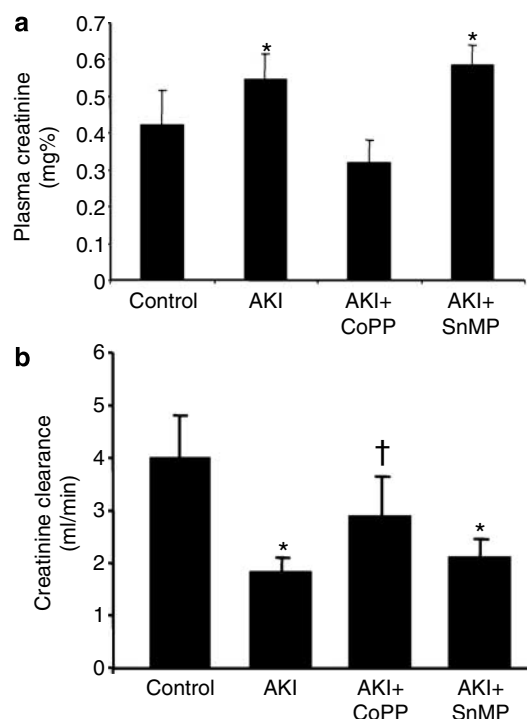 a
Plasma creatinine
(mg%)
0.7
0.6
0.5
0.4
0.3
0.2
0.1
0
*
*
Control
AKI
AKI+
CoPP
AKI+
SnMP
b
Creatinine clearance
(ml/min)
6
5
4
3
2
1
0
*
†
*
Control
AKI
AKI+
CoPP
AKI+
SnMP